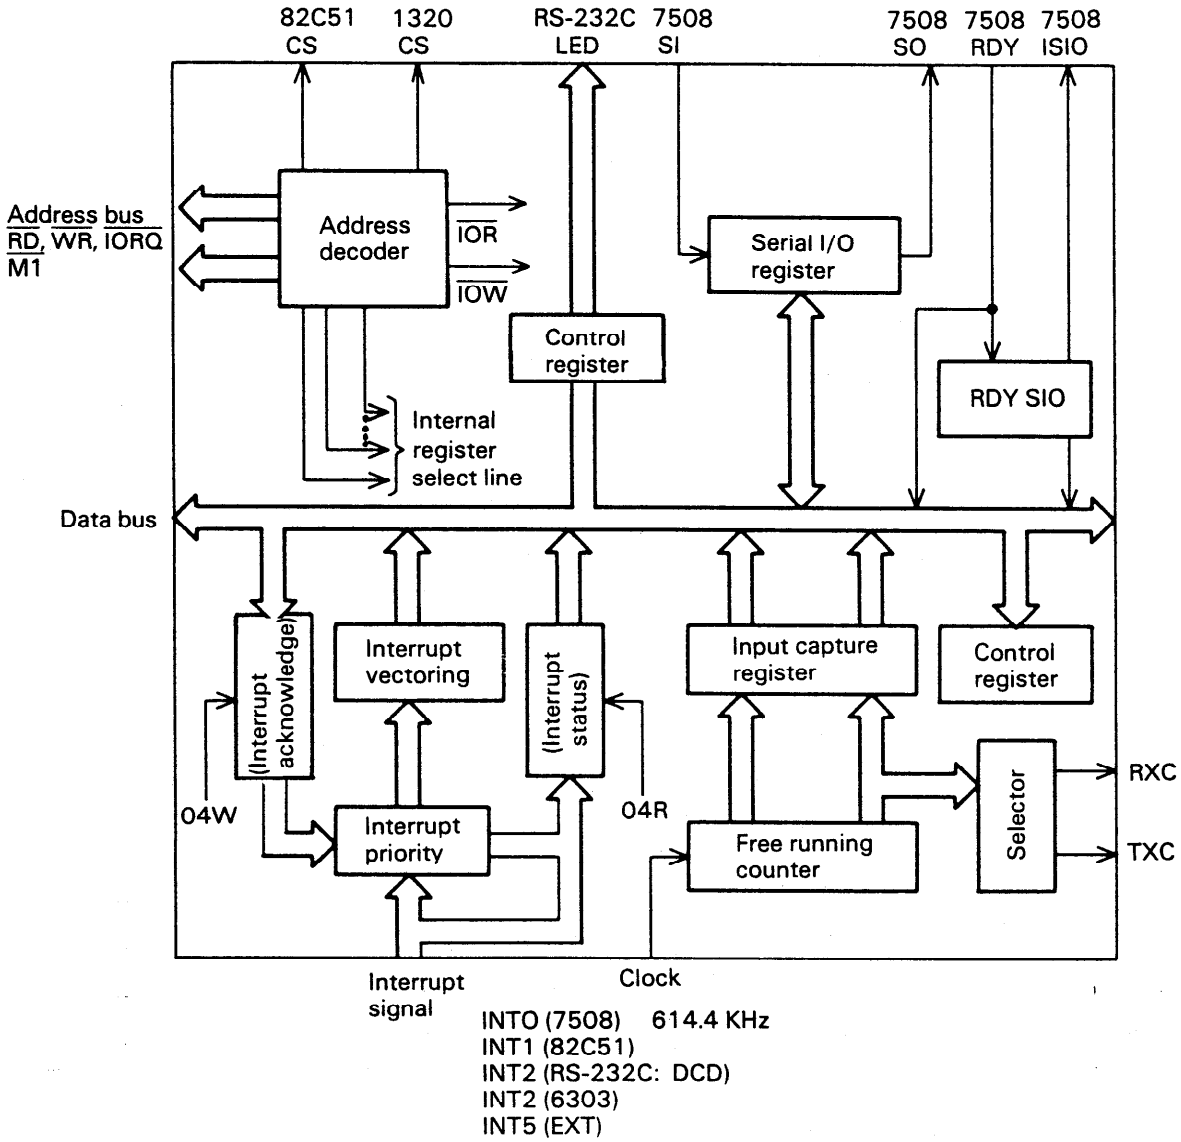 82C51 1320 RS-232C 7508 7508 7508 7508
CS CS LED SI SO RDY ISIO
Address bus
RD, WR, IORQ
M1
Address
decoder
IOR
IOW
Serial I/O
register
Control
register
RDY SIO
Internal
register
select line
Data bus
(Interrupt
acknowledge)
Interrupt
vectoring
(Interrupt
status)
Input capture
register
Control
register
04W
Interrupt
priority
04R
Free running
counter
Selector
RXC
TXC
Interrupt
signal
Clock
INT0 (7508) 614.4 KHz
INT1 (82C51)
INT2 (RS-232C: DCD)
INT2 (6303)
INT5 (EXT)